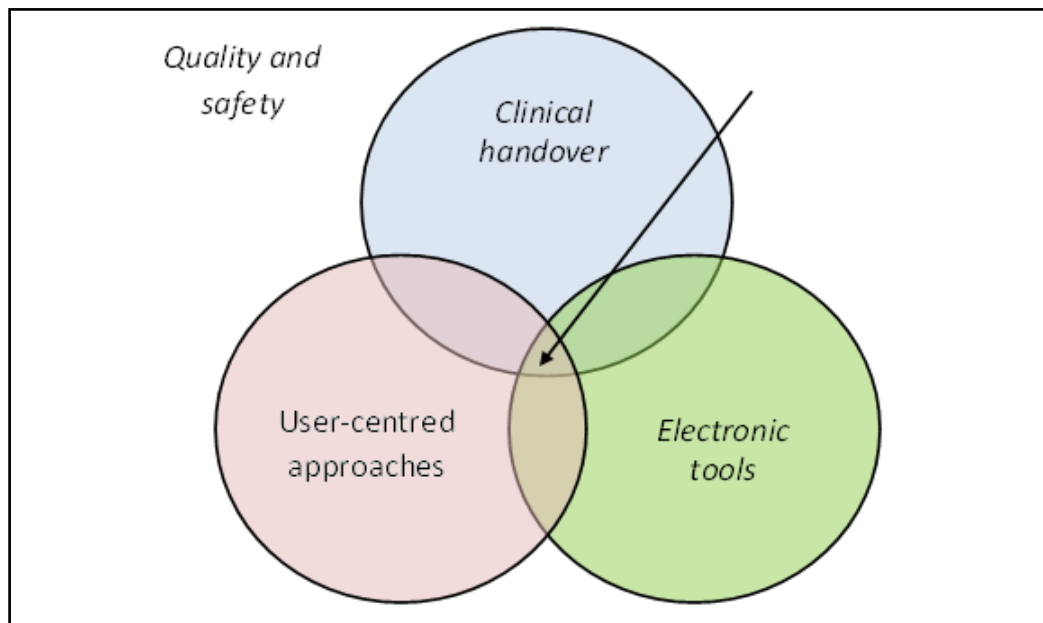 Quality and
safety
Clinical
handover
User-centred
approaches
Electronic
tools